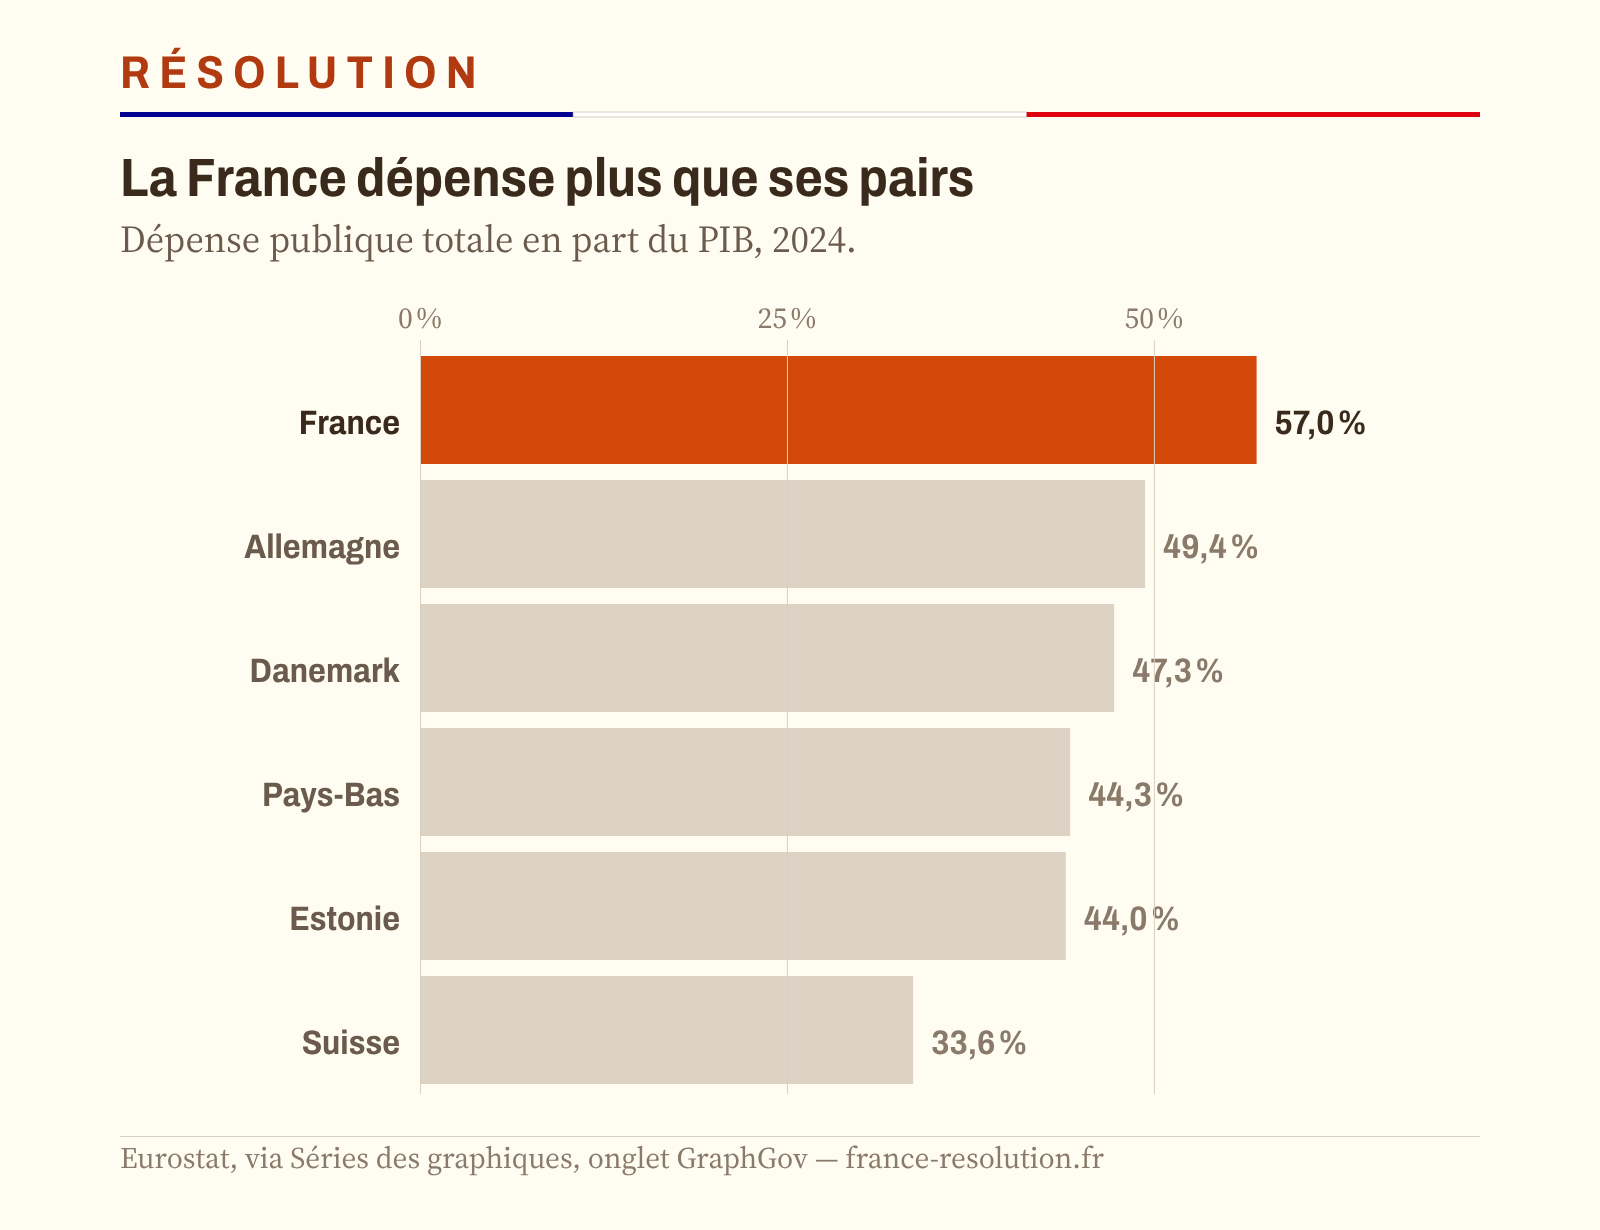 RÉSOLUTION
La France dépense plus que ses pairs
Dépense publique totale en part du PIB, 2024.
0 % 25 % 50 %
France 57,0 %
Allemagne 49,4 %
Danemark 47,3 %
Pays-Bas 44,3 %
Estonie 44,0 %
Suisse 33,6 %
Eurostat, via Séries des graphiques, onglet GraphGov — france-resolution.fr